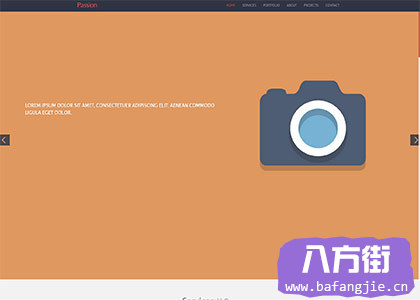 Passion
HOME SERVICES PORTFOLIO ABOUT PROJECTS CONTACT
LOREM IPSUM DOLOR SIT AMET, CONSECTETUER ADIPISCING ELIT. AENEAN COMMODO
LIGULA EGET DOLOR.
八方街
www.bafangjie.cn